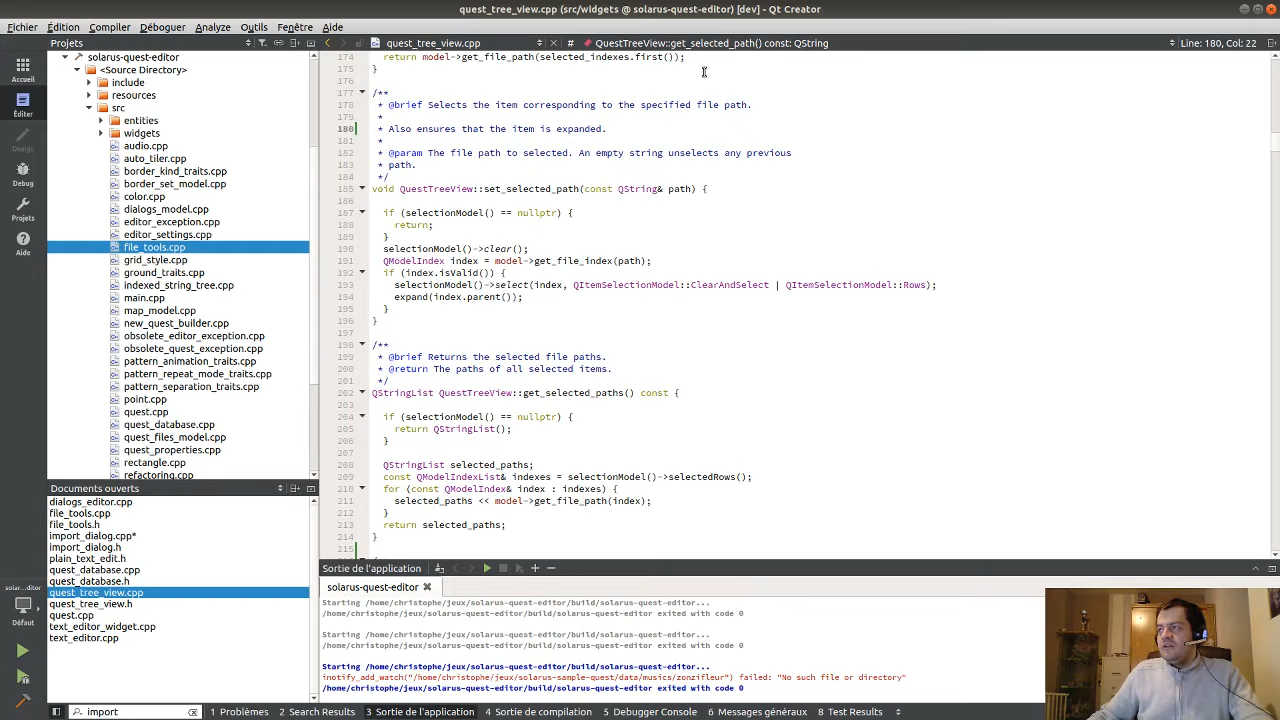 quest_tree_view.cpp (src/widgets @ solarus-quest-editor) [dev] - Qt Creator
Fichier Édition Compiler Deboguer Analyze Outils Fenêtre Aide
Projets
quest_tree_view.cpp
# QuestTreeView::get_selected_path() const: QString
Line: 180, Col: 22
Accueil
Éditer
Design
Debug
Projets
Aide
solar...ditor
Défaut
solarus-quest-editor
<Source Directory>
include
resources
src
entities
widgets
audio.cpp
auto_tiler.cpp
border_kind_traits.cpp
border_set_model.cpp
color.cpp
dialogs_model.cpp
editor_exception.cpp
editor_settings.cpp
file_tools.cpp
grid_style.cpp
ground_traits.cpp
indexed_string_tree.cpp
main.cpp
map_model.cpp
new_quest_builder.cpp
obsolete_editor_exception.cpp
obsolete_quest_exception.cpp
pattern_animation_traits.cpp
pattern_repeat_mode_traits.cpp
pattern_separation_traits.cpp
point.cpp
quest.cpp
quest_database.cpp
quest_files_model.cpp
quest_properties.cpp
rectangle.cpp
refactoring.cpp
Documents ouverts
dialogs_editor.cpp
file_tools.cpp
file_tools.h
import_dialog.cpp*
import_dialog.h
plain_text_edit.h
quest_database.cpp
quest_database.h
quest_tree_view.cpp
quest_tree_view.h
quest.cpp
text_editor_widget.cpp
text_editor.cpp
174 return model->get_file_path(selected_indexes.first());
175 }
176
177 /**
178 * @brief Selects the item corresponding to the specified file path.
179 *
180 * Also ensures that the item is expanded.
181 *
182 * @param The file path to selected. An empty string unselects any previous
183 * path.
184 */
185 void QuestTreeView::set_selected_path(const QString& path) {
186
187 if (selectionModel() == nullptr) {
188 return;
189 }
190 selectionModel()->clear();
191 QModelIndex index = model->get_file_index(path);
192 if (index.isValid()) {
193 selectionModel()->select(index, QItemSelectionModel::ClearAndSelect | QItemSelectionModel::Rows);
194 expand(index.parent());
195 }
196 }
197
198 /**
199 * @brief Returns the selected file paths.
200 * @return The paths of all selected items.
201 */
202 QStringList QuestTreeView::get_selected_paths() const {
203
204 if (selectionModel() == nullptr) {
205 return QStringList();
206 }
207
208 QStringList selected_paths;
209 const QModelIndexList& indexes = selectionModel()->selectedRows();
210 for (const QModelIndex& index : indexes) {
211 selected_paths << model->get_file_path(index);
212 }
213 return selected_paths;
214 }
215
Sortie de l'application
solarus-quest-editor
Starting /home/christophe/jeux/solarus-quest-editor/build/solarus-quest-editor...
/home/christophe/jeux/solarus-quest-editor/build/solarus-quest-editor exited with code 0
Starting /home/christophe/jeux/solarus-quest-editor/build/solarus-quest-editor...
/home/christophe/jeux/solarus-quest-editor/build/solarus-quest-editor exited with code 0
Starting /home/christophe/jeux/solarus-quest-editor/build/solarus-quest-editor...
inotify_add_watch("/home/christophe/jeux/solarus-sample-quest/data/musics/zonzifleur") failed: "No such file or directory"
/home/christophe/jeux/solarus-quest-editor/build/solarus-quest-editor exited with code 0
import
1 Problèmes 2 Search Results 3 Sortie de l'application 4 Sortie de compilation 5 Debugger Console 6 Messages généraux 8 Test Results